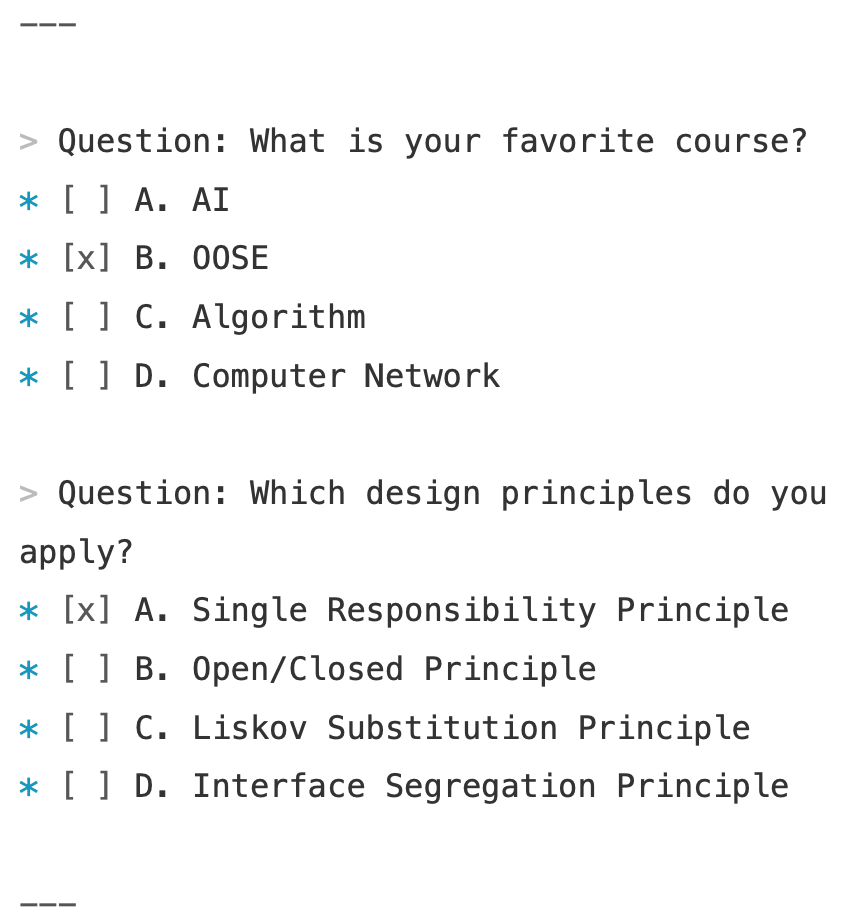 ---
> Question: What is your favorite course?
* [ ] A. AI
* [x] B. OOSE
* [ ] C. Algorithm
* [ ] D. Computer Network
> Question: Which design principles do you
apply?
* [x] A. Single Responsibility Principle
* [ ] B. Open/Closed Principle
* [ ] C. Liskov Substitution Principle
* [ ] D. Interface Segregation Principle
---